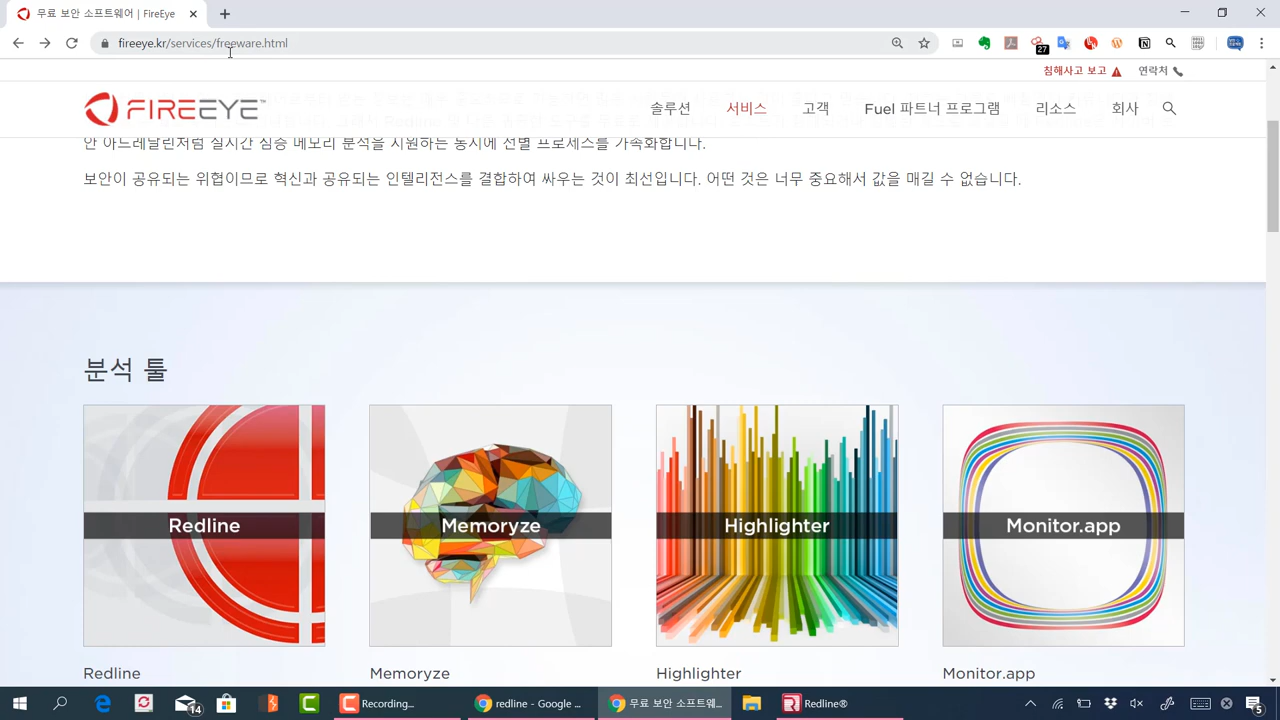 무료 보안 소프트웨어 | FireEye
fireeye.kr/services/freeware.html
27
침해사고 보고
연락처
FIREEYE
솔루션
서비스
고객
Fuel 파트너 프로그램
리소스
회사
안 아드레날린처럼 실시간 심층 메모리 분석을 지원하는 동시에 선별 프로세스를 가속화합니다.
보안이 공유되는 위협이므로 혁신과 공유되는 인텔리전스를 결합하여 싸우는 것이 최선입니다. 어떤 것은 너무 중요해서 값을 매길 수 없습니다.
분석 툴
Redline
Memoryze
Highlighter
Monitor.app
Redline
Memoryze
Highlighter
Monitor.app
14
Recording...
redline - Google ...
무료 보안 소프트웨...
Redline®
5